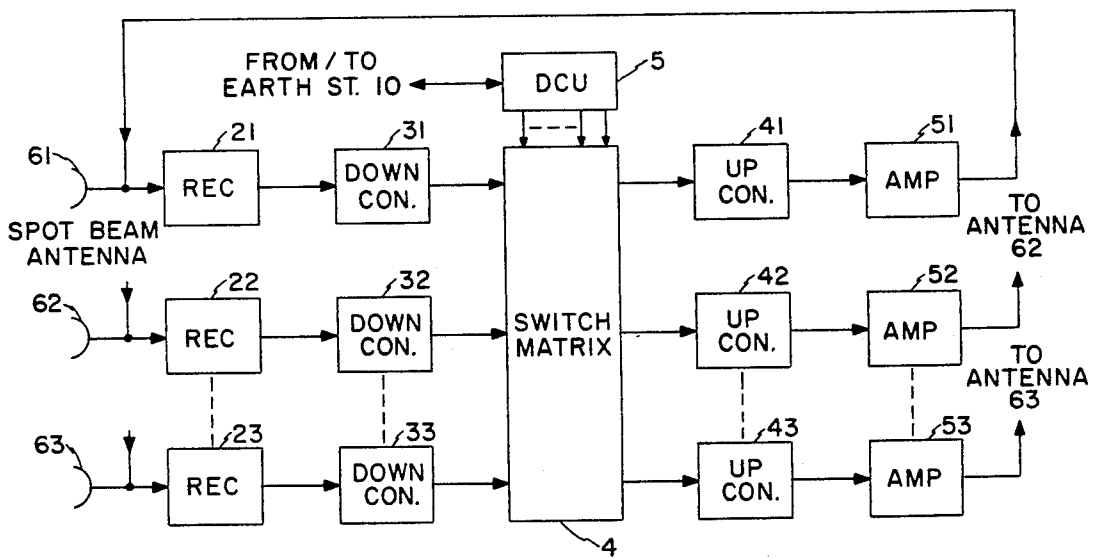 FROM / TO
EARTH ST. 10
DCU
5
61
21
31
41
51
REC
DOWN
CON.
UP
CON.
AMP
SPOT BEAM
ANTENNA
TO
ANTENNA
62
62
22
32
42
52
REC
DOWN
CON.
SWITCH
MATRIX
UP
CON.
AMP
TO
ANTENNA
63
63
23
33
43
53
REC
DOWN
CON.
UP
CON.
AMP
4